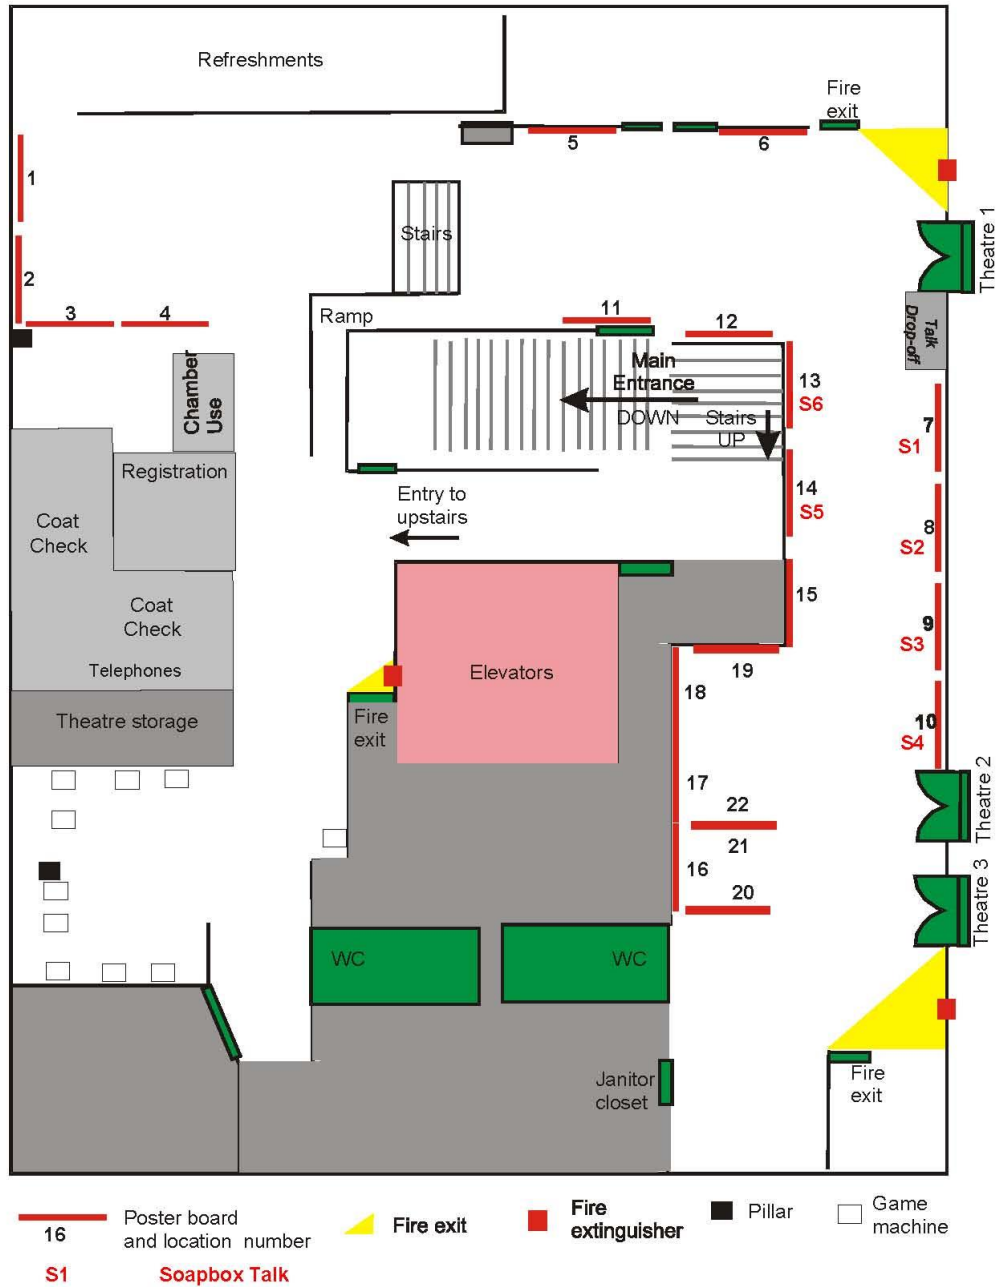 Refreshments
Fire
exit
5
6
1
Theatre 1
Stairs
2
3
4
Ramp
11
12
Talk
Drop-off
Chamber
Use
Main
Entrance
DOWN
Stairs
UP
13
S6
7
S1
Registration
Entry to
upstairs
14
S5
8
S2
Coat
Check
15
9
S3
Coat
Check
Telephones
Elevators
19
18
Theatre storage
Fire
exit
10
S4
17
22
Theatre 2
21
16
20
Theatre 3
WC
WC
Janitor
closet
Fire
exit
16
Poster board
and location number
Fire exit
Fire
extinguisher
Pillar
Game
machine
S1
Soapbox Talk